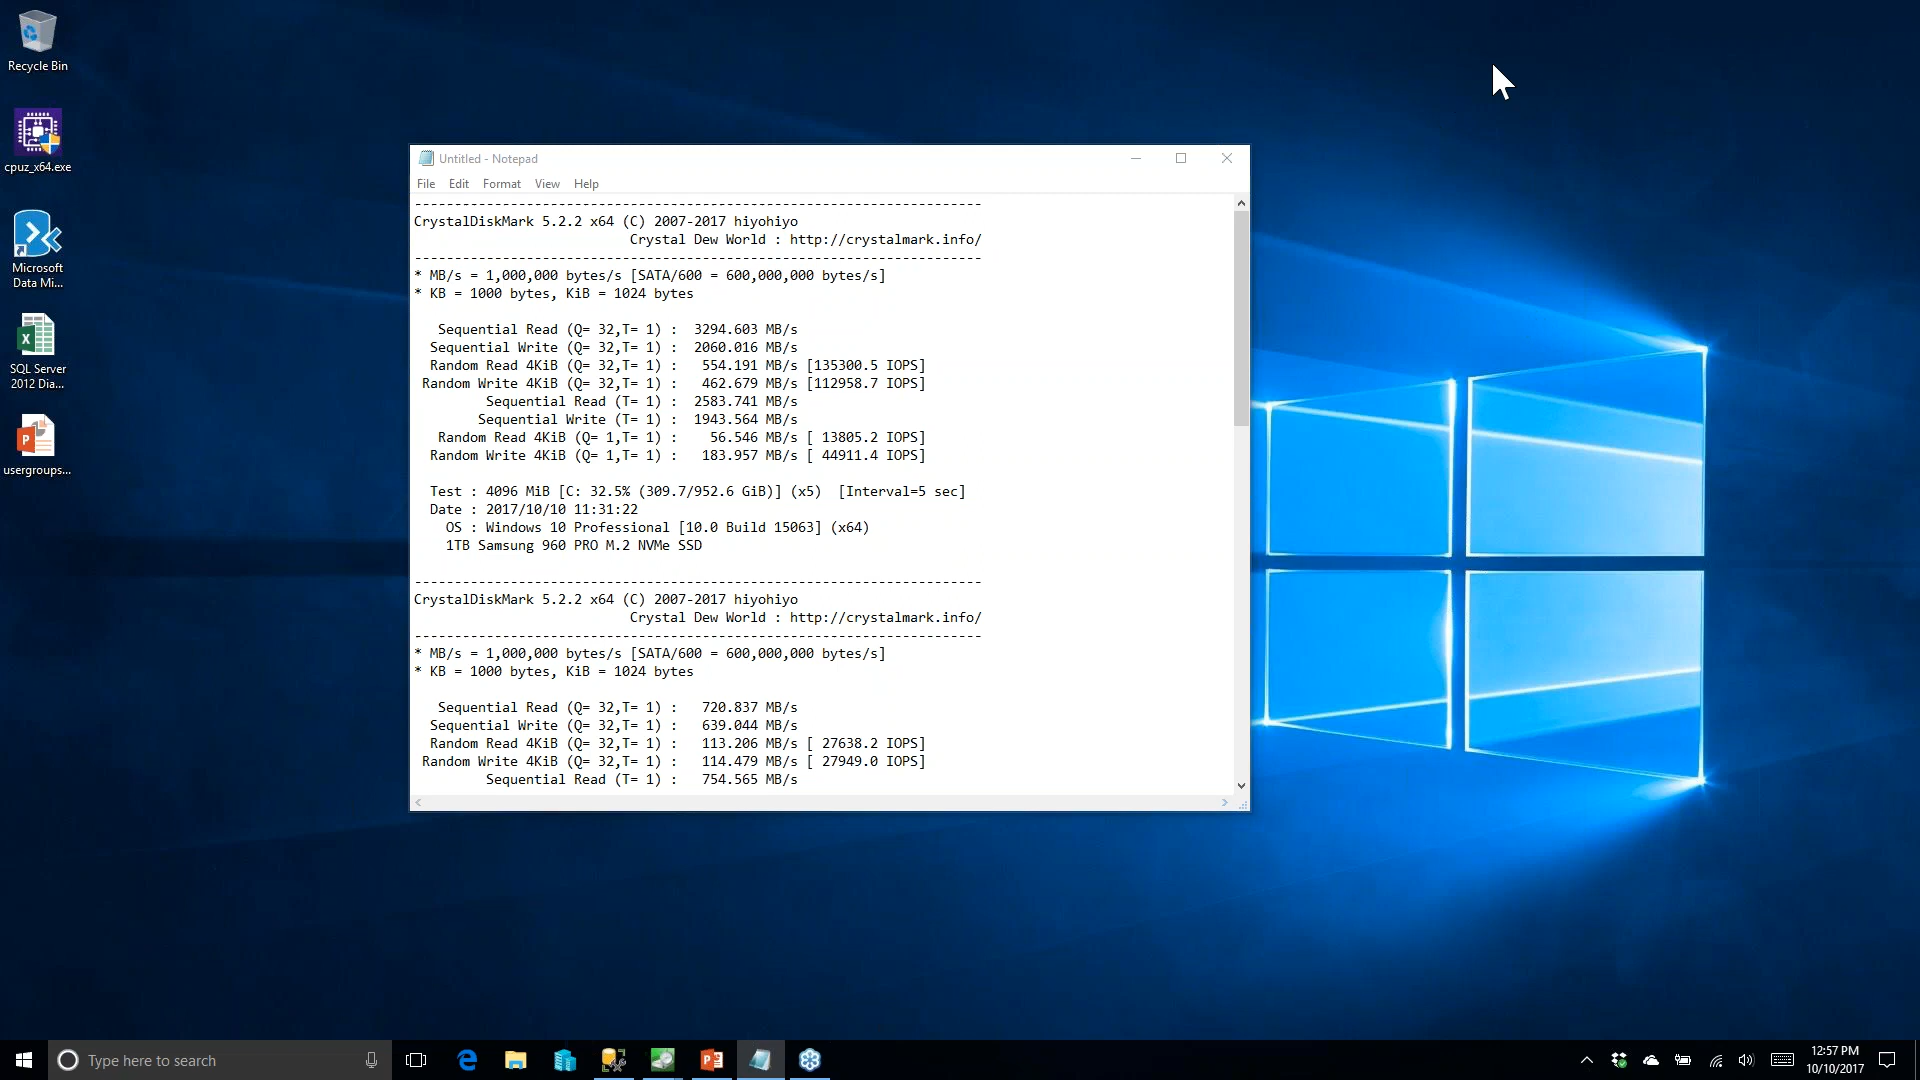 Recycle Bin
cpuz_x64.exe
Microsoft
Data Mi...
SQL Server
2012 Dia...
usergroups...
Untitled - Notepad
File Edit Format View Help
-----------------------------------------------------------------------
CrystalDiskMark 5.2.2 x64 (C) 2007-2017 hiyohiyo
Crystal Dew World : http://crystalmark.info/
-----------------------------------------------------------------------
* MB/s = 1,000,000 bytes/s [SATA/600 = 600,000,000 bytes/s]
* KB = 1000 bytes, KiB = 1024 bytes
Sequential Read (Q= 32,T= 1) : 3294.603 MB/s
Sequential Write (Q= 32,T= 1) : 2060.016 MB/s
Random Read 4KiB (Q= 32,T= 1) : 554.191 MB/s [135300.5 IOPS]
Random Write 4KiB (Q= 32,T= 1) : 462.679 MB/s [112958.7 IOPS]
Sequential Read (T= 1) : 2583.741 MB/s
Sequential Write (T= 1) : 1943.564 MB/s
Random Read 4KiB (Q= 1,T= 1) : 56.546 MB/s [ 13805.2 IOPS]
Random Write 4KiB (Q= 1,T= 1) : 183.957 MB/s [ 44911.4 IOPS]
Test : 4096 MiB [C: 32.5% (309.7/952.6 GiB)] (x5) [Interval=5 sec]
Date : 2017/10/10 11:31:22
OS : Windows 10 Professional [10.0 Build 15063] (x64)
1TB Samsung 960 PRO M.2 NVMe SSD
-----------------------------------------------------------------------
CrystalDiskMark 5.2.2 x64 (C) 2007-2017 hiyohiyo
Crystal Dew World : http://crystalmark.info/
-----------------------------------------------------------------------
* MB/s = 1,000,000 bytes/s [SATA/600 = 600,000,000 bytes/s]
* KB = 1000 bytes, KiB = 1024 bytes
Sequential Read (Q= 32,T= 1) : 720.837 MB/s
Sequential Write (Q= 32,T= 1) : 639.044 MB/s
Random Read 4KiB (Q= 32,T= 1) : 113.206 MB/s [ 27638.2 IOPS]
Random Write 4KiB (Q= 32,T= 1) : 114.479 MB/s [ 27949.0 IOPS]
Sequential Read (T= 1) : 754.565 MB/s
Type here to search
12:57 PM
10/10/2017